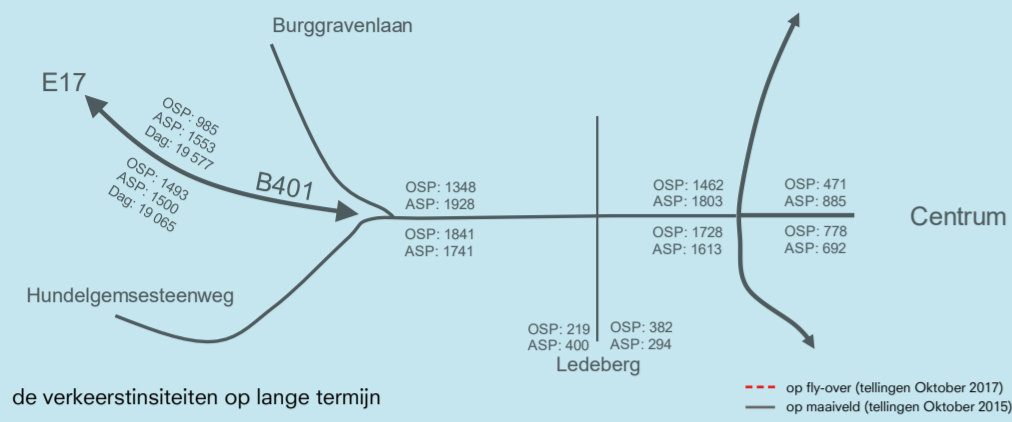 Burggravenlaan
E17
OSP: 985
ASP: 1553
Dag: 19 577
OSP: 1493
ASP: 1500
Dag: 19 065
B401
OSP: 1348
ASP: 1928
OSP: 1841
ASP: 1741
OSP: 1462
ASP: 1803
OSP: 1728
ASP: 1613
OSP: 471
ASP: 885
OSP: 778
ASP: 692
Centrum
Hundelgemsesteenweg
OSP: 219
ASP: 400
OSP: 382
ASP: 294
Ledeberg
de verkeerstinsiteiten op lange termijn
op fly-over (tellingen Oktober 2017)
op maaiveld (tellingen Oktober 2015)